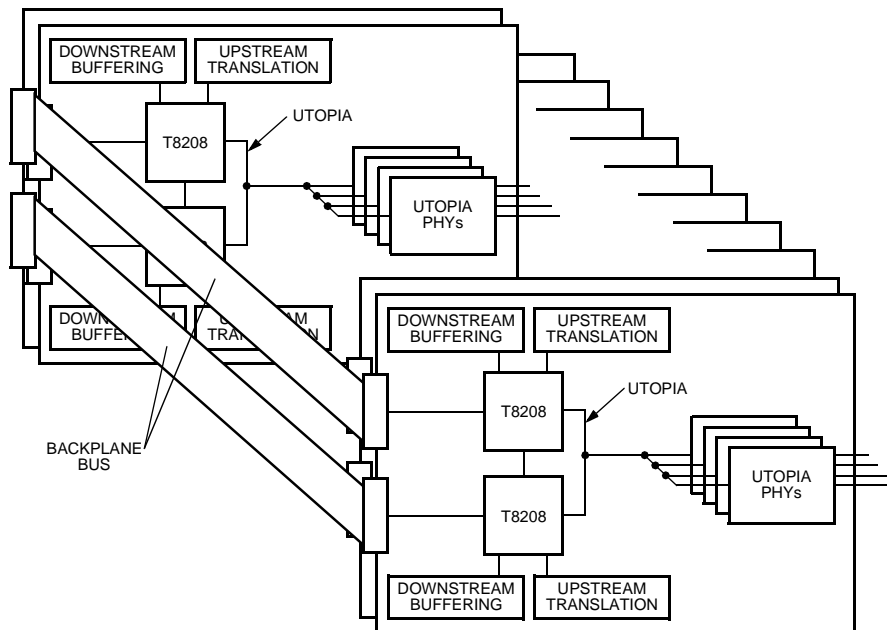 DOWNSTREAM
BUFFERING
UPSTREAM
TRANSLATION
T8208
UTOPIA
UTOPIA
PHYs
BACKPLANE
BUS
DOWNSTREAM
BUFFERING
UPSTREAM
TRANSLATION
T8208
UTOPIA
UTOPIA
PHYs
T8208
DOWNSTREAM
BUFFERING
UPSTREAM
TRANSLATION